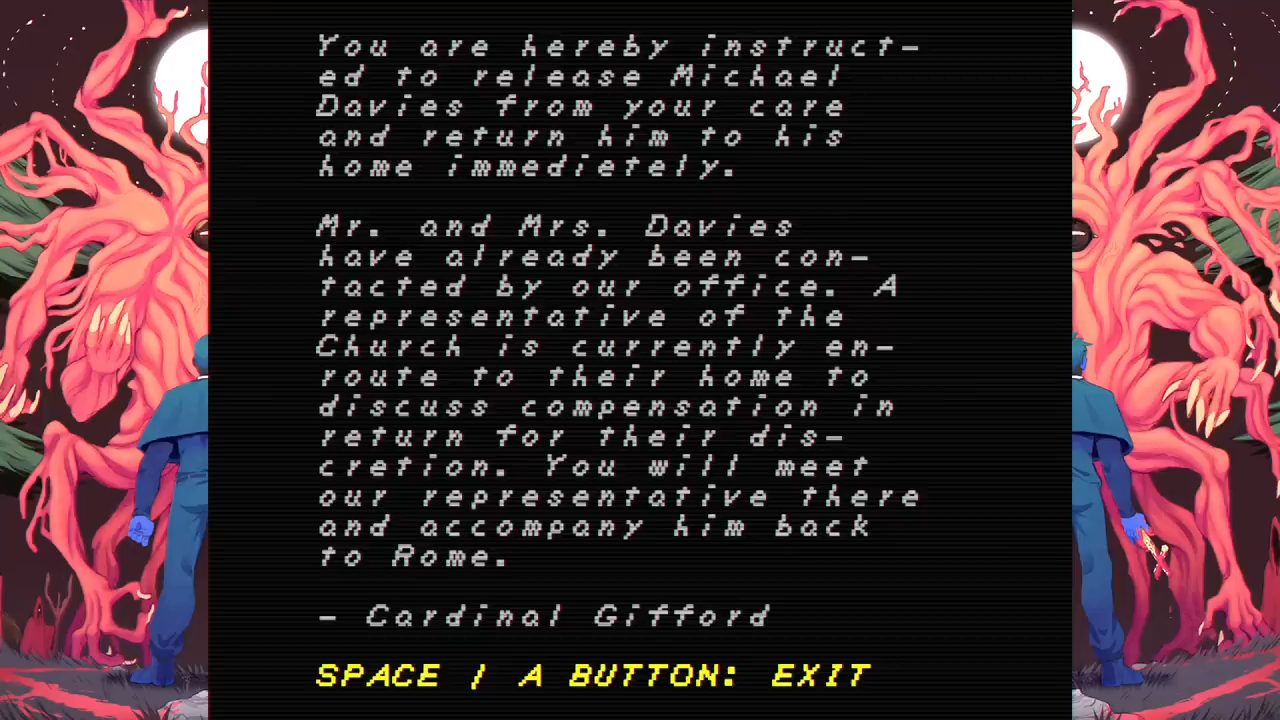 You are hereby instruct-
ed to release Michael
Davies from your care
and return him to his
home immedietely.
Mr. and Mrs. Davies
have already been con-
tacted by our office. A
representative of the
Church is currently en-
route to their home to
discuss compensation in
return for their dis-
cretion. You will meet
our representative there
and accompany him back
to Rome.
- Cardinal Gifford
SPACE / A BUTTON: EXIT